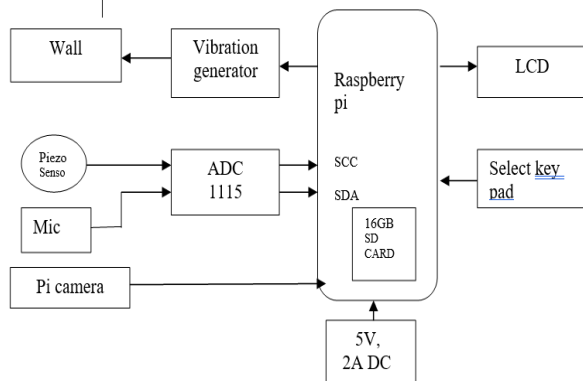 Wall
Vibration
generator
Raspberry
pi
LCD
Piezo
Senso
ADC
1115
SCC
SDA
Select key
pad
Mic
16GB
SD
CARD
Pi camera
5V,
2A DC